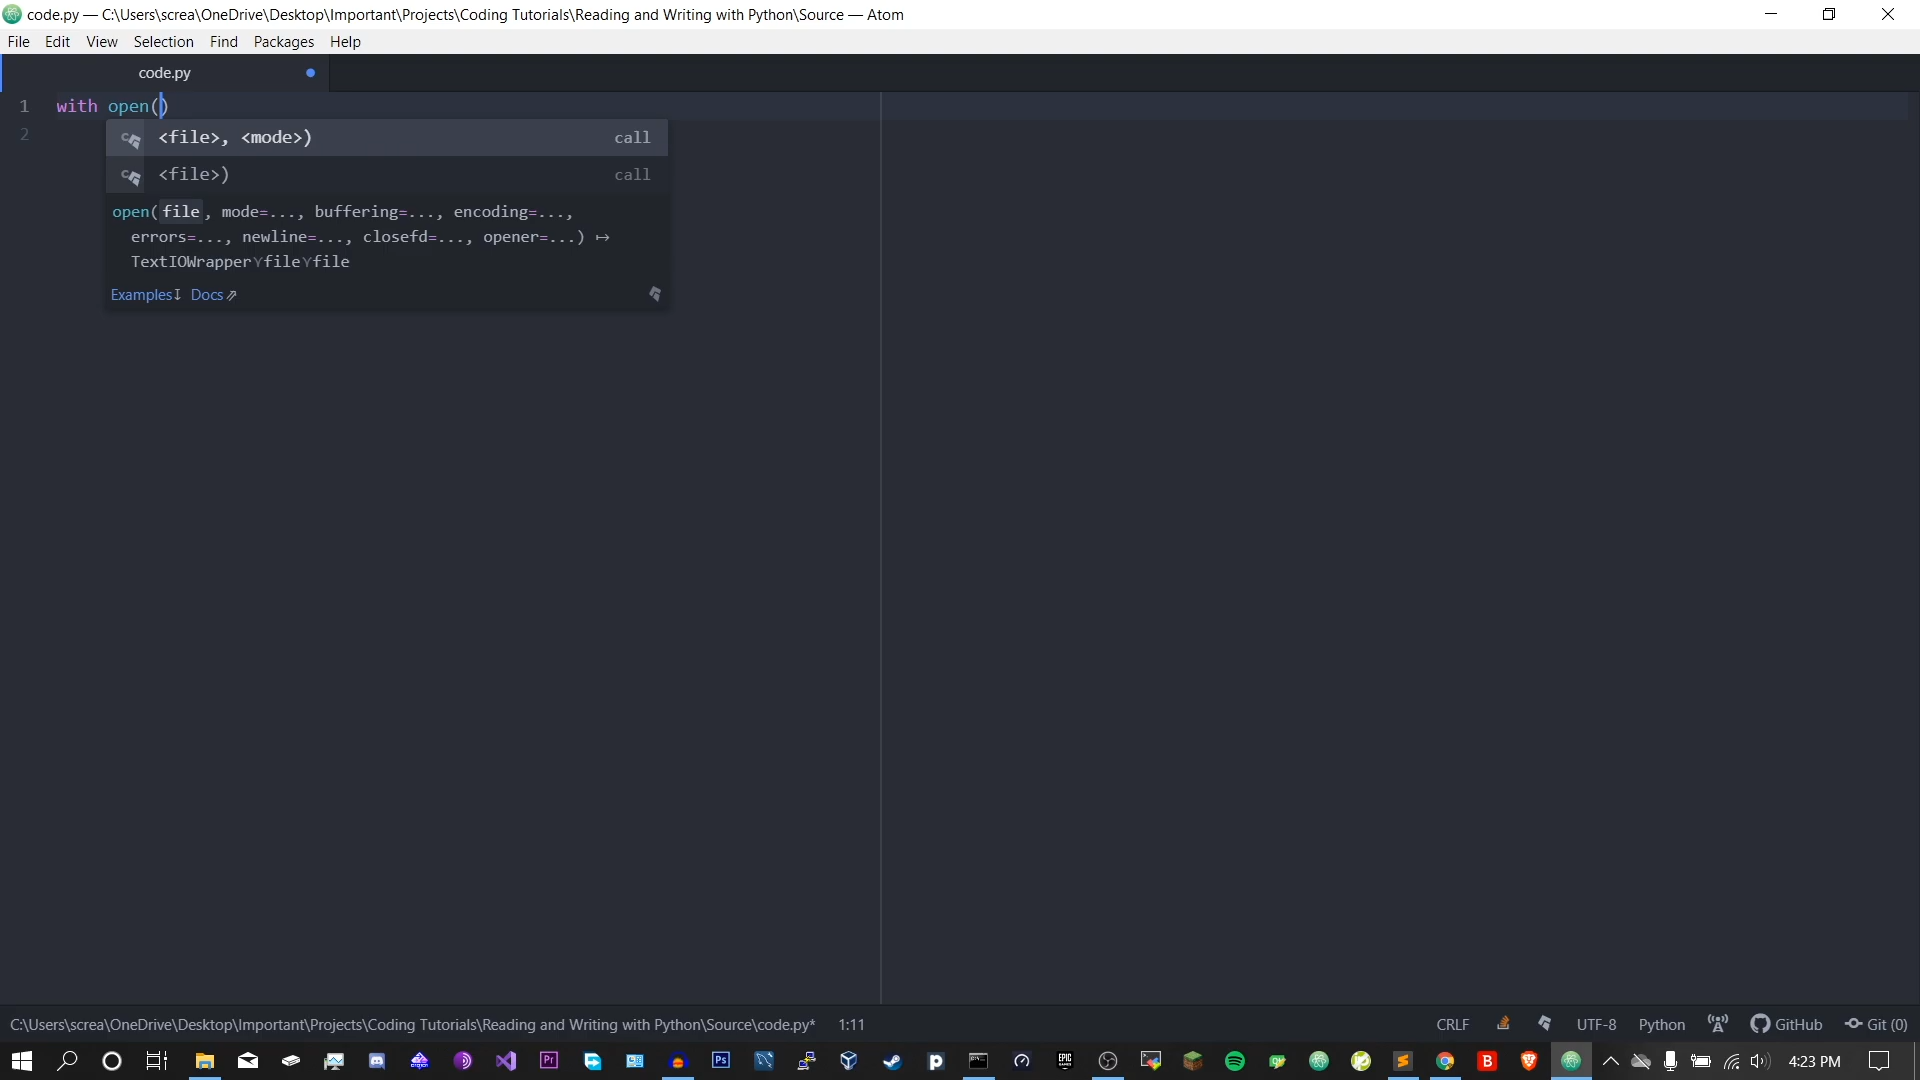 code.py — C:\Users\screa\OneDrive\Desktop\Important\Projects\Coding Tutorials\Reading and Writing with Python\Source — Atom
File Edit View Selection Find Packages Help
code.py
1 with open()
2
<file>, <mode>) call
<file>) call
open( file , mode=..., buffering=..., encoding=...,
errors=..., newline=..., closefd=..., opener=...) ↦
TextIOWrapper⋎file⋎file
Examples↧ Docs⇗
C:\Users\screa\OneDrive\Desktop\Important\Projects\Coding Tutorials\Reading and Writing with Python\Source\code.py* 1:11 CRLF UTF-8 Python GitHub Git (0)
Pr Ps EPIC GAMES B 4:23 PM